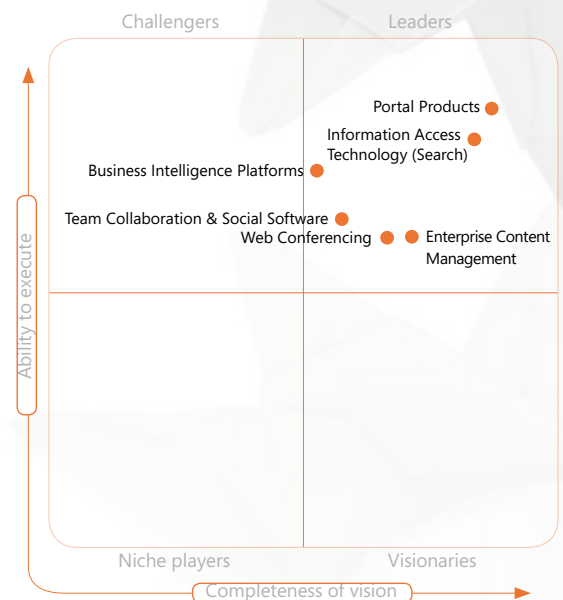 Challengers
Leaders
Portal Products
Information Access
Technology (Search)
Business Intelligence Platforms
Team Collaboration & Social Software
Web Conferencing
Enterprise Content
Management
Ability to execute
Niche players
Visionaries
Completeness of vision